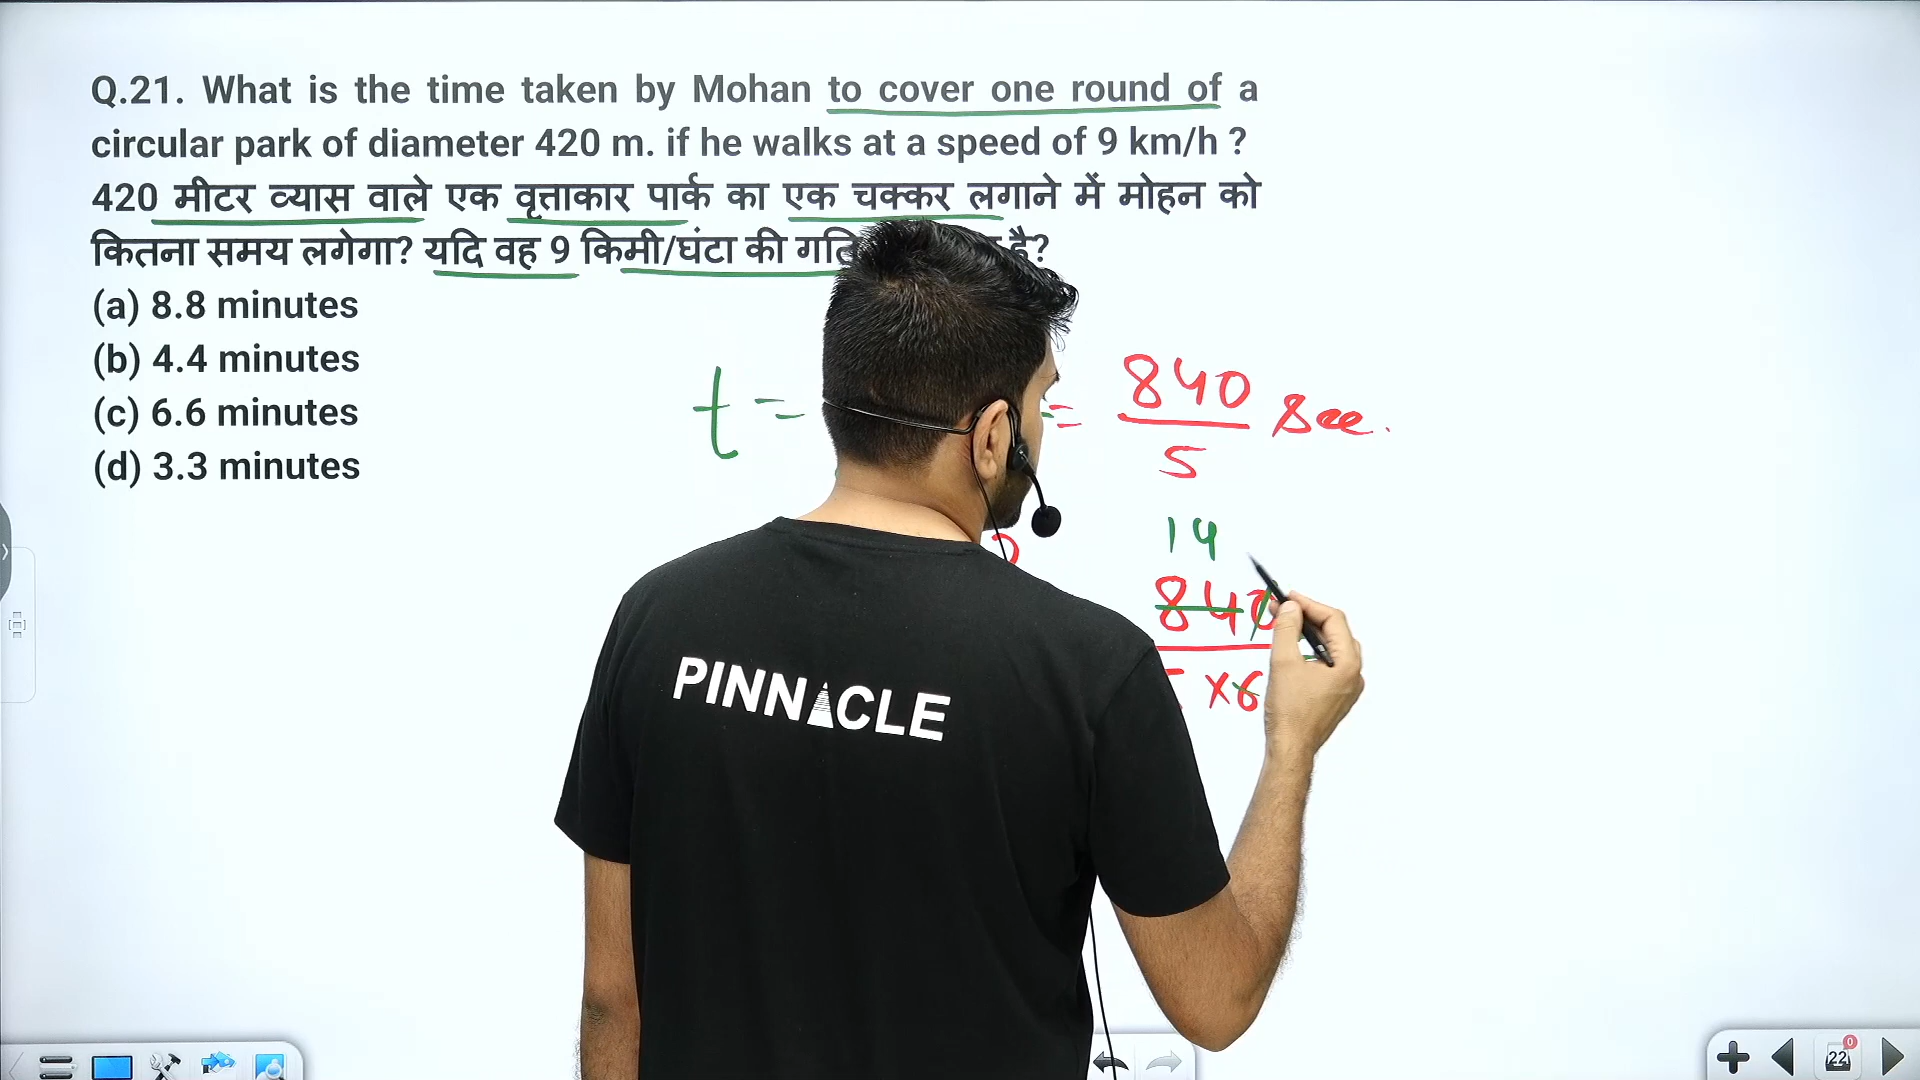 Q.21. What is the time taken by Mohan to cover one round of a
circular park of diameter 420 m. if he walks at a speed of 9 km/h ?
420 मीटर व्यास वाले एक वृत्ताकार पार्क का एक चक्कर लगाने में मोहन को
कितना समय लगेगा? यदि वह 9 किमी/घंटा की है?
(a) 8.8 minutes
(b) 4.4 minutes
(c) 6.6 minutes
(d) 3.3 minutes
t = = 840
5
Sec.
14
840
×6
PINNACLE
22
0